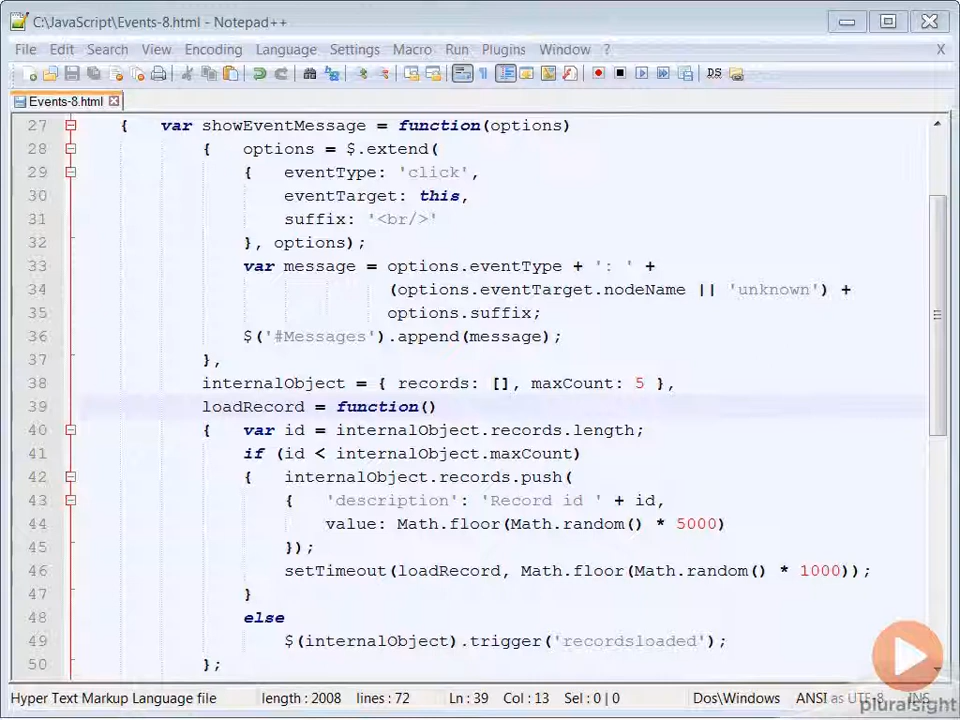 C:\JavaScript\Events-8.html - Notepad++
File Edit Search View Encoding Language Settings Macro Run Plugins Window ? X
DS
Events-8.html
27 { var showEventMessage = function(options)
28 { options = $.extend(
29 { eventType: 'click',
30 eventTarget: this,
31 suffix: '<br/>'
32 }, options);
33 var message = options.eventType + ': ' +
34 (options.eventTarget.nodeName || 'unknown') +
35 options.suffix;
36 $('#Messages').append(message);
37 },
38 internalObject = { records: [], maxCount: 5 },
39 loadRecord = function()
40 { var id = internalObject.records.length;
41 if (id < internalObject.maxCount)
42 { internalObject.records.push(
43 { 'description': 'Record id ' + id,
44 value: Math.floor(Math.random() * 5000)
45 });
46 setTimeout(loadRecord, Math.floor(Math.random() * 1000));
47 }
48 else
49 $(internalObject).trigger('recordsloaded');
50 };
Hyper Text Markup Language file length : 2008 lines : 72 Ln : 39 Col : 13 Sel : 0 | 0 Dos\Windows ANSI as UTF-8 INS
pluralsight